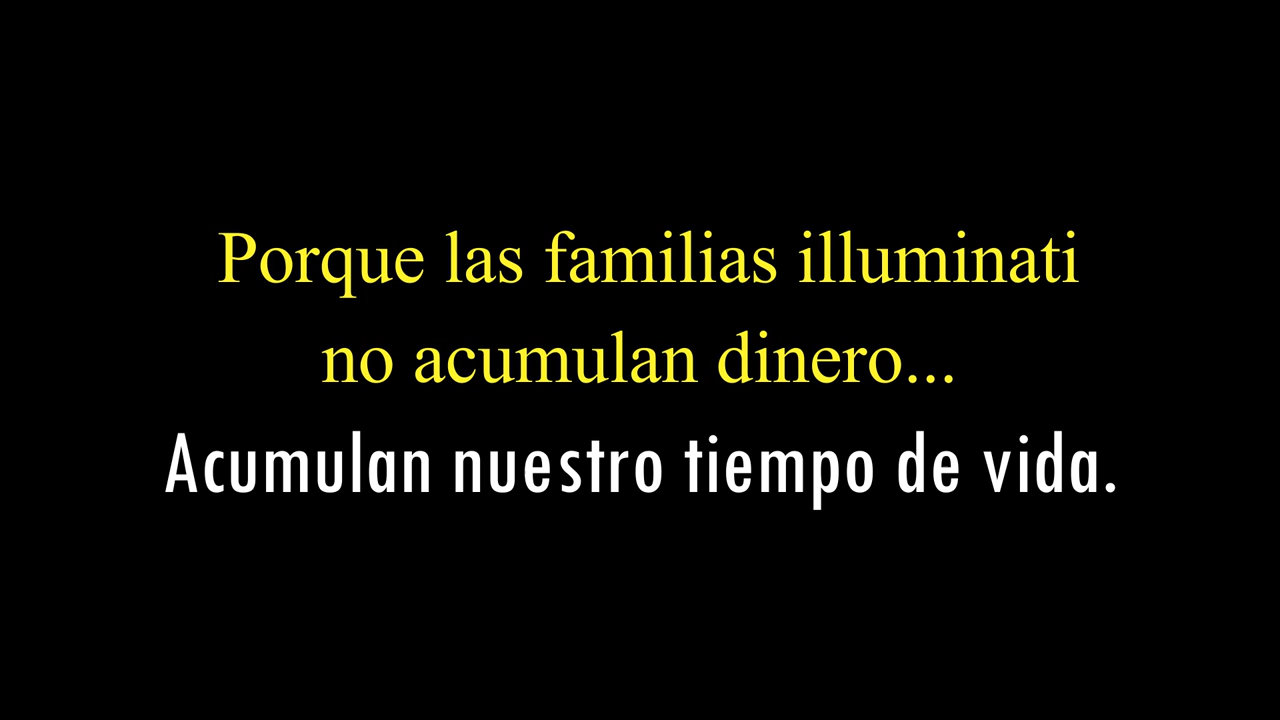 Porque las familias illuminati
no acumulan dinero...
Acumulan nuestro tiempo de vida.